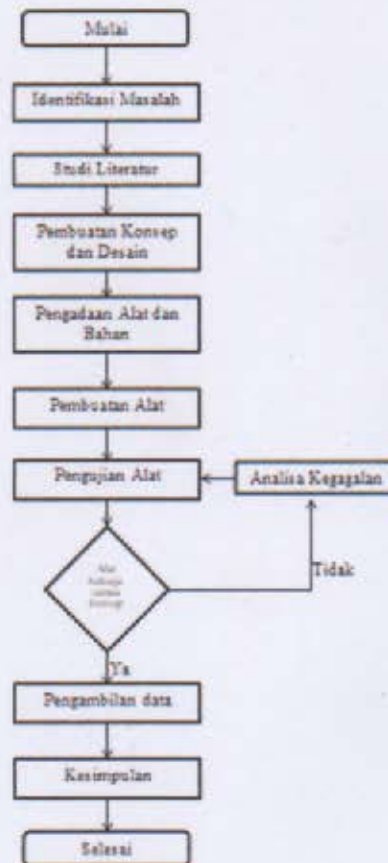 Mulai
Identifikasi Masalah
Studi Literatur
Pembuatan Konsep
dan Desain
Pengadaan Alat dan
Bahan
Pembuatan Alat
Pengujian Alat
Analisa Kegagalan
Alat
Tidak
Ya
Pengambilan data
Kesimpulan
Selesai